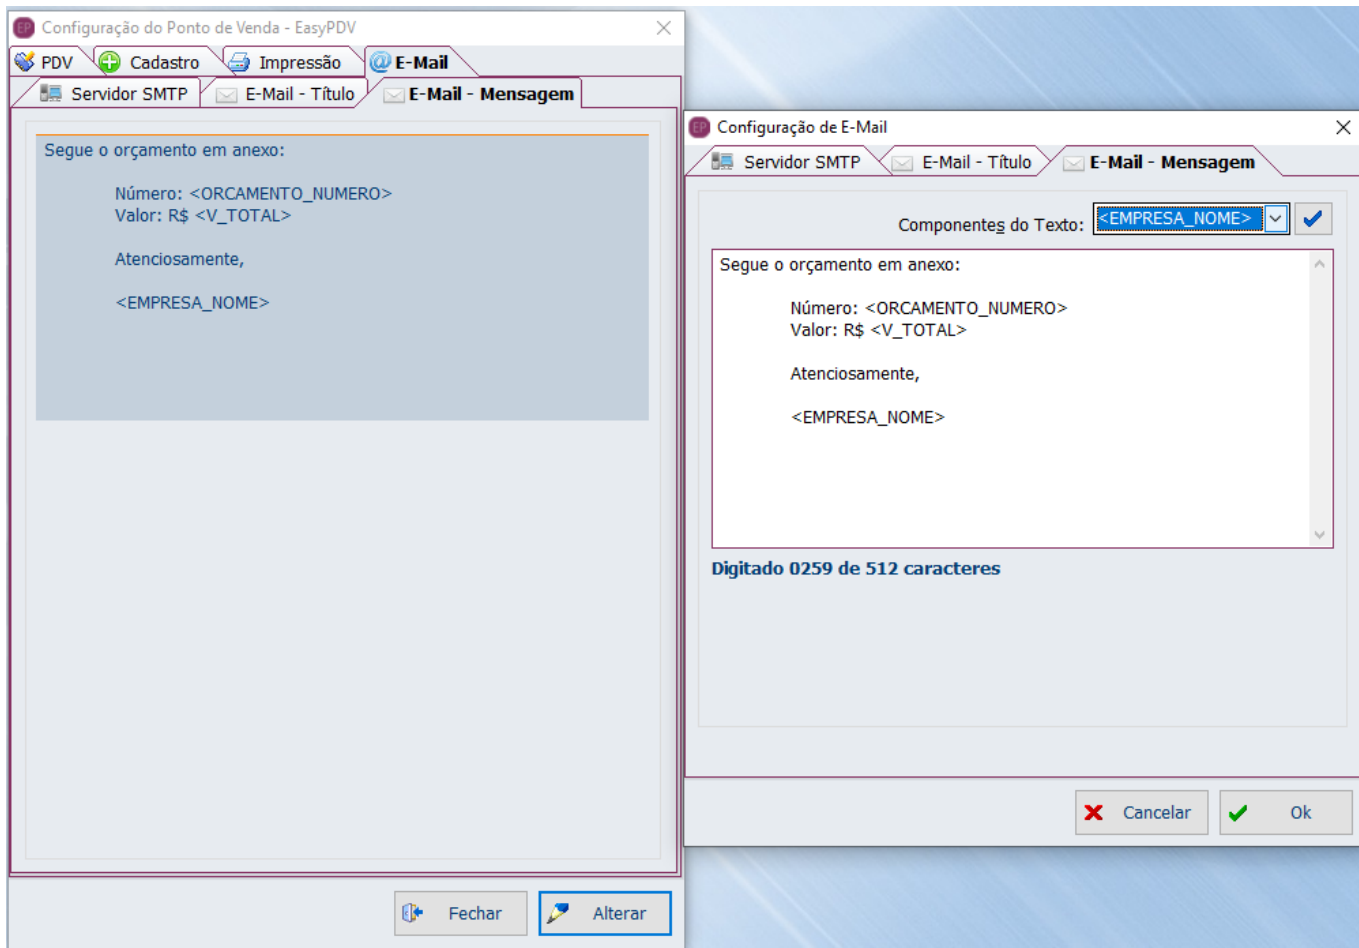 Configuração do Ponto de Venda - EasyPDV
PDV Cadastro Impressão E-Mail
Servidor SMTP E-Mail - Título E-Mail - Mensagem
Segue o orçamento em anexo:
Número: <ORCAMENTO_NUMERO>
Valor: R$ <V_TOTAL>
Atenciosamente,
<EMPRESA_NOME>
Fechar Alterar
Configuração de E-Mail
Servidor SMTP E-Mail - Título E-Mail - Mensagem
Componentes do Texto: <EMPRESA_NOME>
Segue o orçamento em anexo:
Número: <ORCAMENTO_NUMERO>
Valor: R$ <V_TOTAL>
Atenciosamente,
<EMPRESA_NOME>
Digitado 0259 de 512 caracteres
Cancelar Ok